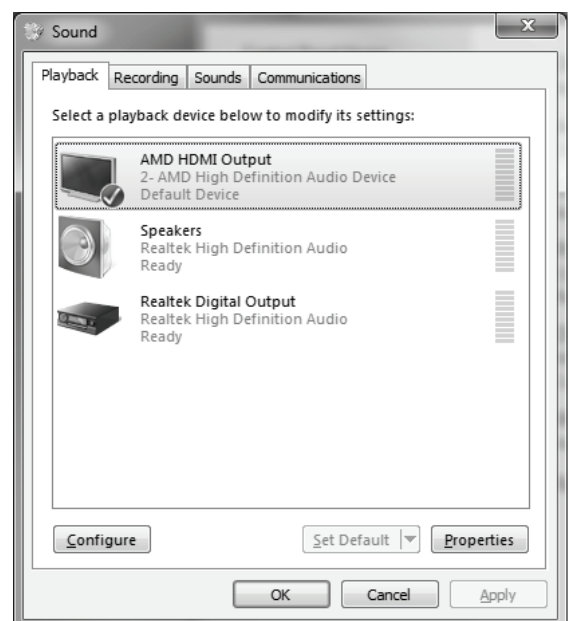 Sound
Playback Recording Sounds Communications
Select a playback device below to modify its settings:
AMD HDMI Output
2- AMD High Definition Audio Device
Default Device
Speakers
Realtek High Definition Audio
Ready
Realtek Digital Output
Realtek High Definition Audio
Ready
Configure Set Default Properties
OK Cancel Apply